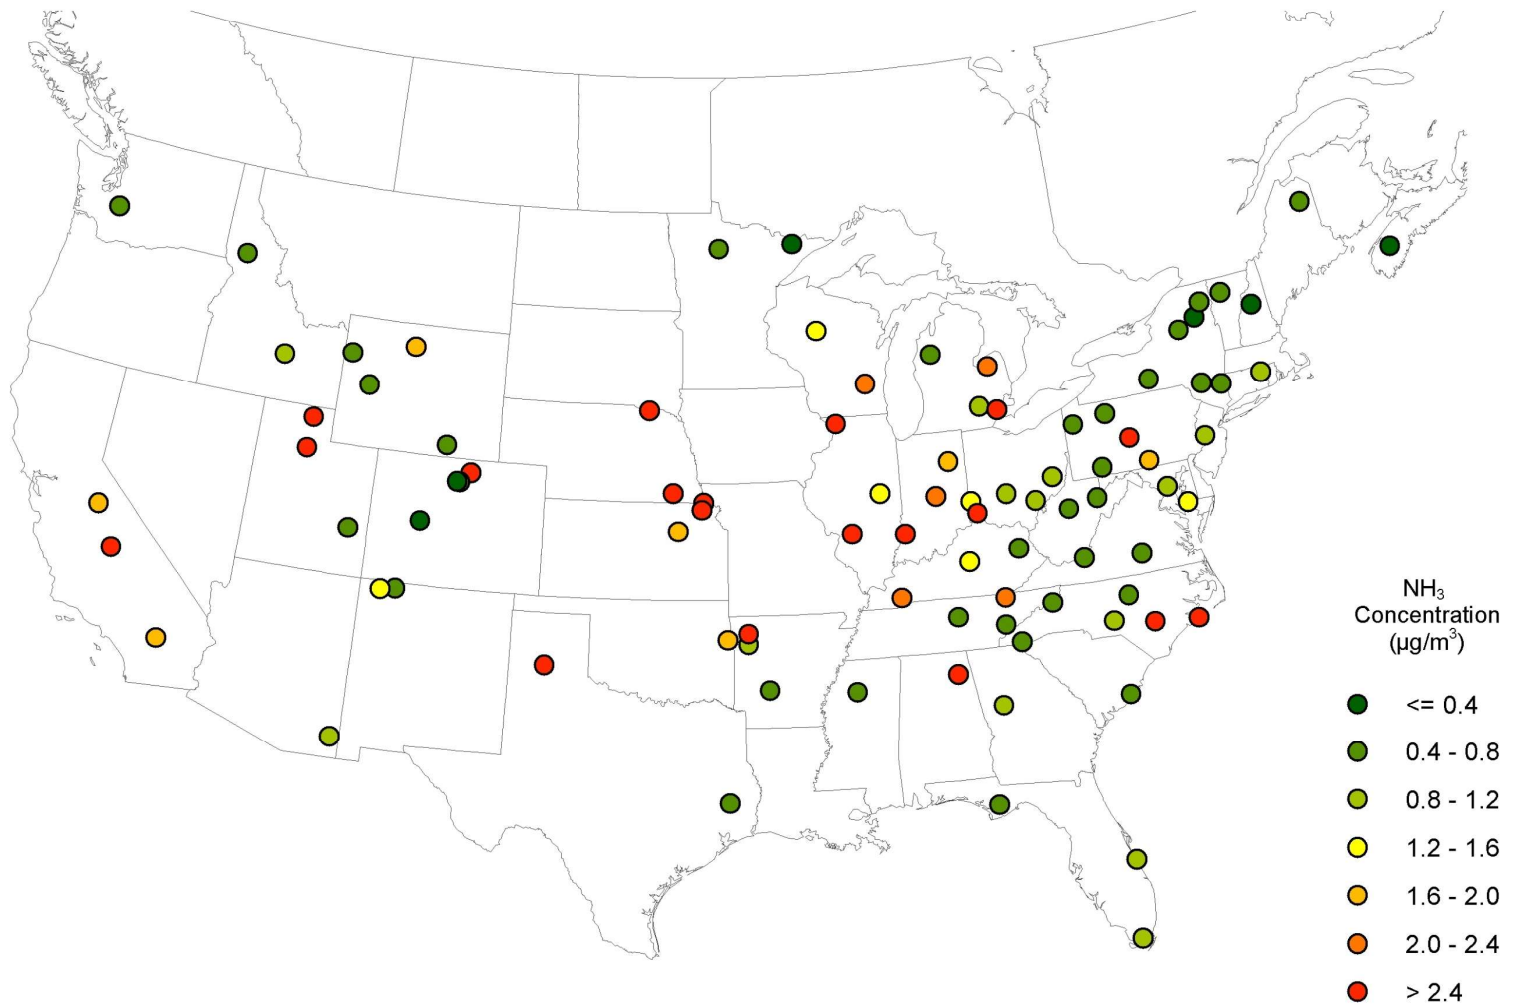 NH₃
Concentration
(µg/m³)
<= 0.4
0.4 - 0.8
0.8 - 1.2
1.2 - 1.6
1.6 - 2.0
2.0 - 2.4
> 2.4